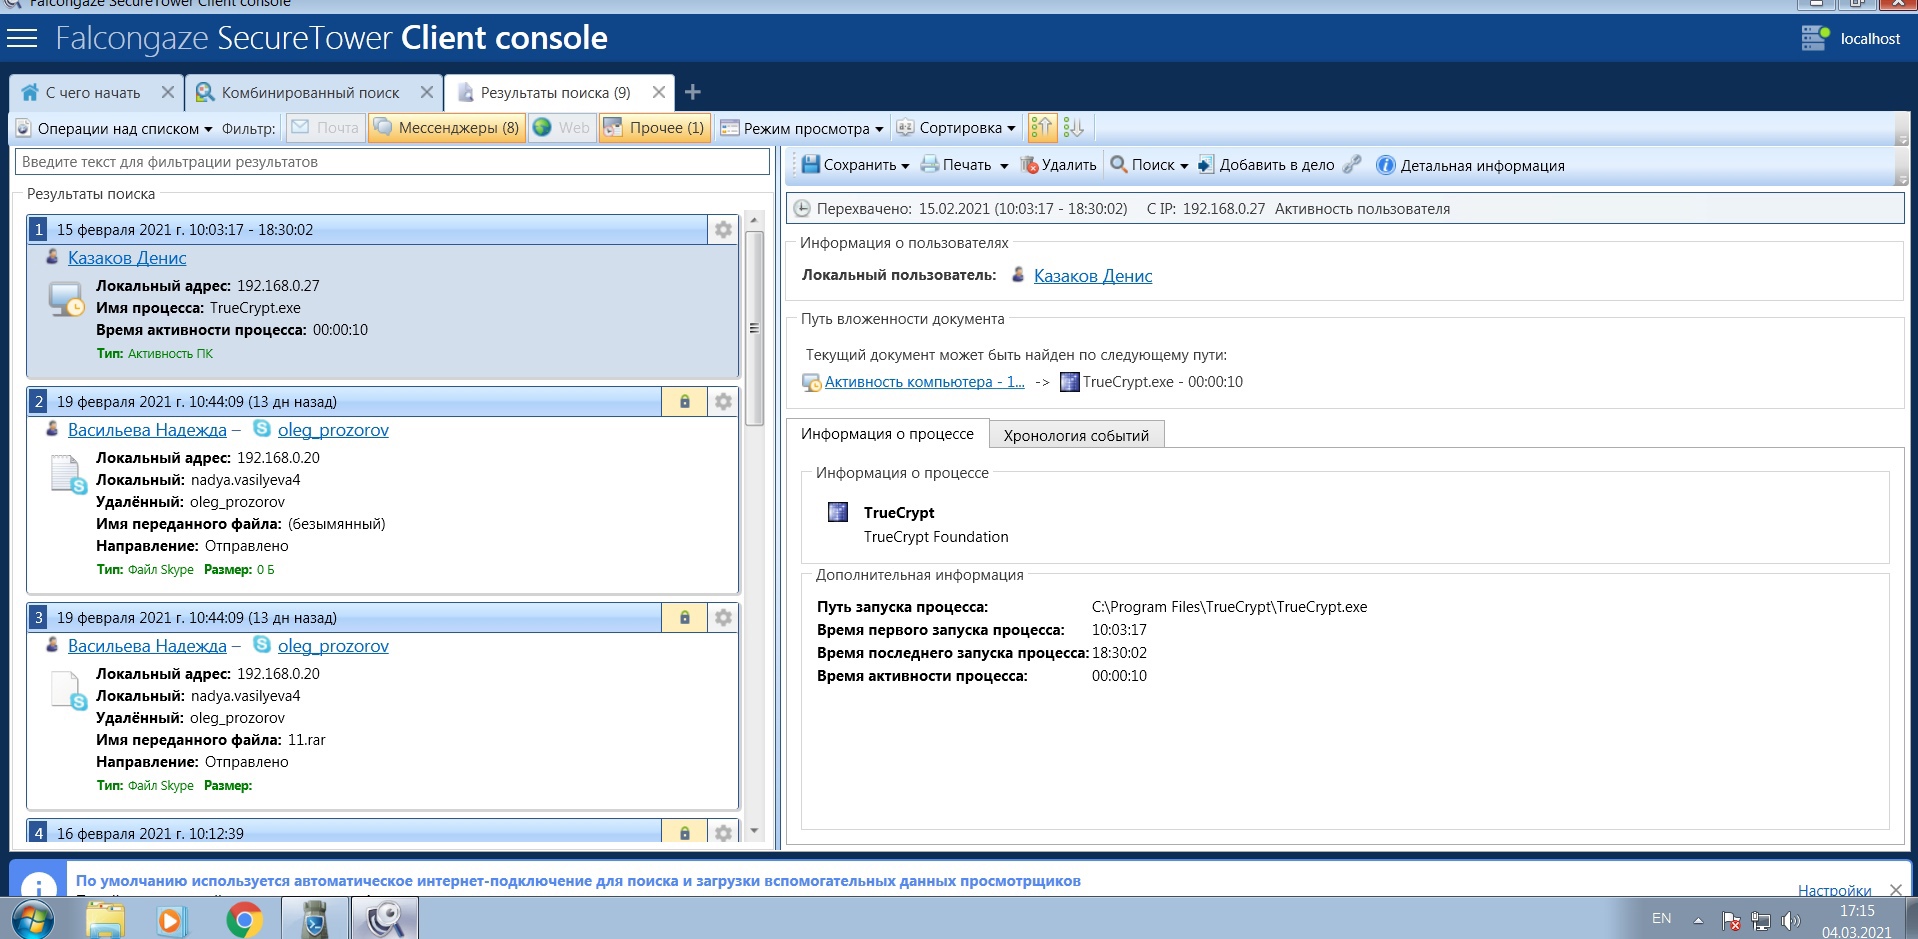 Falcongaze SecureTower Client console
Falcongaze SecureTower Client console
localhost
С чего начать
Комбинированный поиск
Результаты поиска (9)
Операции над списком
Фильтр:
Почта
Мессенджеры (8)
Web
Прочее (1)
Режим просмотра
Сортировка
Введите текст для фильтрации результатов
Результаты поиска
1 15 февраля 2021 г. 10:03:17 - 18:30:02
Казаков Денис
Локальный адрес: 192.168.0.27
Имя процесса: TrueCrypt.exe
Время активности процесса: 00:00:10
Тип: Активность ПК
2 19 февраля 2021 г. 10:44:09 (13 дн назад)
Васильева Надежда – oleg_prozorov
Локальный адрес: 192.168.0.20
Локальный: nadya.vasilyeva4
Удалённый: oleg_prozorov
Имя переданного файла: (безымянный)
Направление: Отправлено
Тип: Файл Skype Размер: 0 Б
3 19 февраля 2021 г. 10:44:09 (13 дн назад)
Васильева Надежда – oleg_prozorov
Локальный адрес: 192.168.0.20
Локальный: nadya.vasilyeva4
Удалённый: oleg_prozorov
Имя переданного файла: 11.rar
Направление: Отправлено
Тип: Файл Skype Размер:
4 16 февраля 2021 г. 10:12:39
Сохранить
Печать
Удалить
Поиск
Добавить в дело
Детальная информация
Перехвачено: 15.02.2021 (10:03:17 - 18:30:02) С IP: 192.168.0.27 Активность пользователя
Информация о пользователях
Локальный пользователь: Казаков Денис
Путь вложенности документа
Текущий документ может быть найден по следующему пути:
Активность компьютера - 1... -> TrueCrypt.exe - 00:00:10
Информация о процессе
Хронология событий
Информация о процессе
TrueCrypt
TrueCrypt Foundation
Дополнительная информация
Путь запуска процесса: C:\Program Files\TrueCrypt\TrueCrypt.exe
Время первого запуска процесса: 10:03:17
Время последнего запуска процесса: 18:30:02
Время активности процесса: 00:00:10
По умолчанию используется автоматическое интернет-подключение для поиска и загрузки вспомогательных данных просмотрщиков
Настройки
EN
17:15
04.03.2021